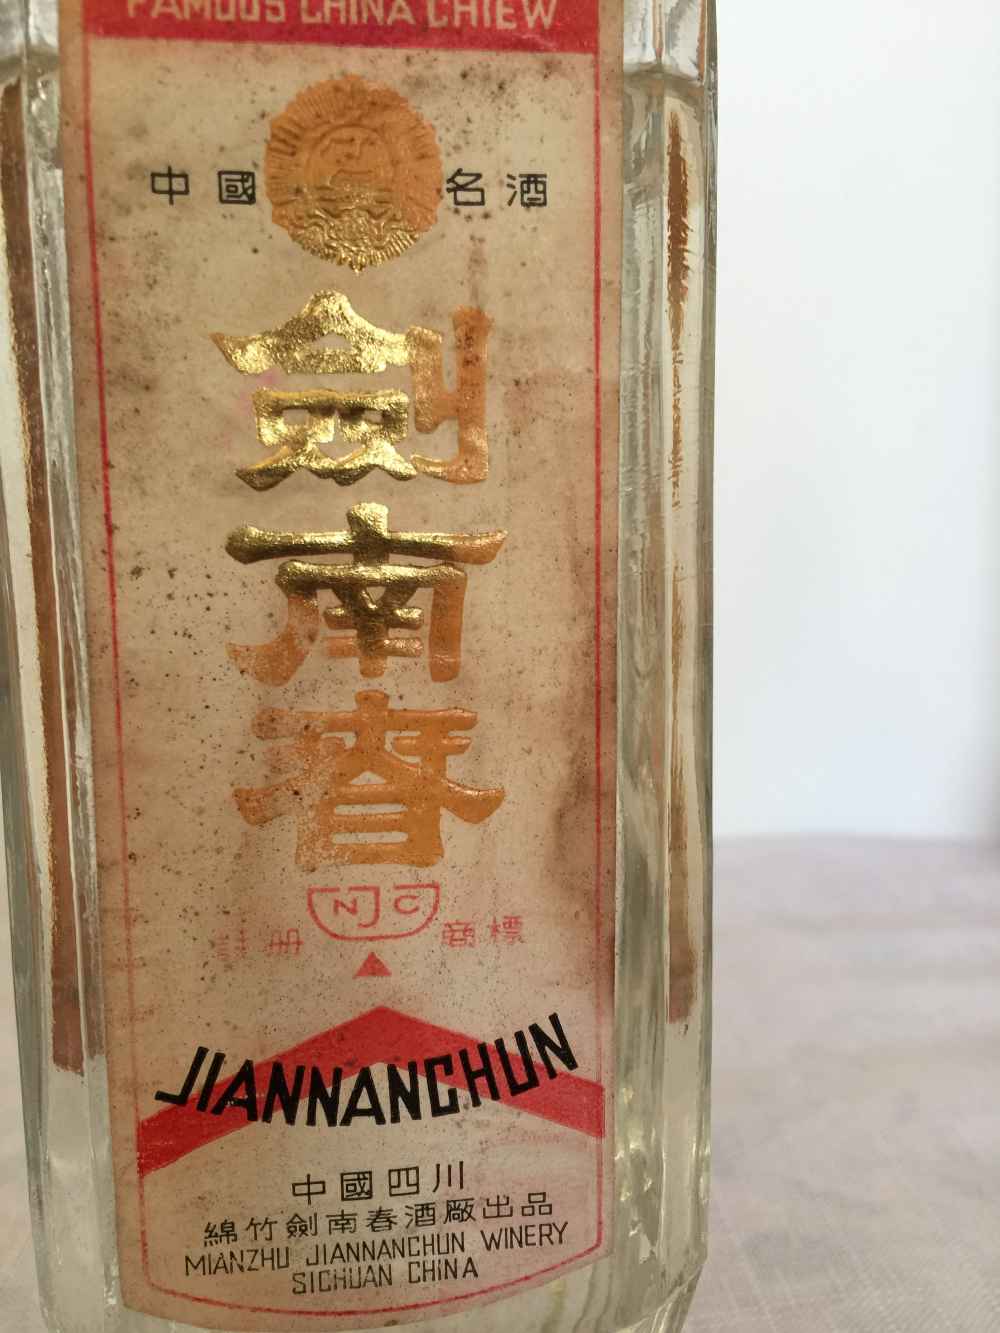 FAMOUS CHINA CHIEW
中國 名酒
劍南春
NJC
註册 商標
JIANNANCHUN
中國四川
綿竹劍南春酒廠出品
MIANZHU JIANNANCHUN WINERY
SICHUAN CHINA